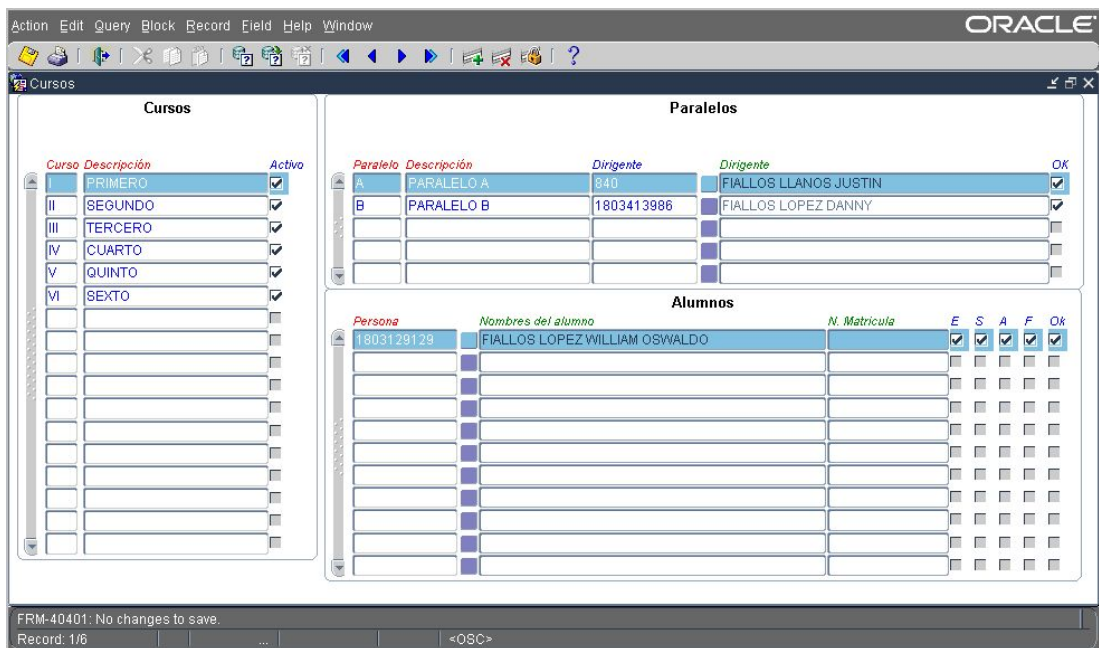 Action Edit Query Block Record Field Help Window
ORACLE
Cursos
Cursos
Curso Descripción Activo
I PRIMERO
II SEGUNDO
III TERCERO
IV CUARTO
V QUINTO
VI SEXTO
Paralelos
Paralelo Descripción Dirigente Dirigente OK
A PARALELO A 840 FIALLOS LLANOS JUSTIN
B PARALELO B 1803413986 FIALLOS LOPEZ DANNY
Alumnos
Persona Nombres del alumno N. Matricula E S A F Ok
1803129129 FIALLOS LOPEZ WILLIAM OSWALDO
FRM-40401: No changes to save.
Record: 1/6 ... <OSC>